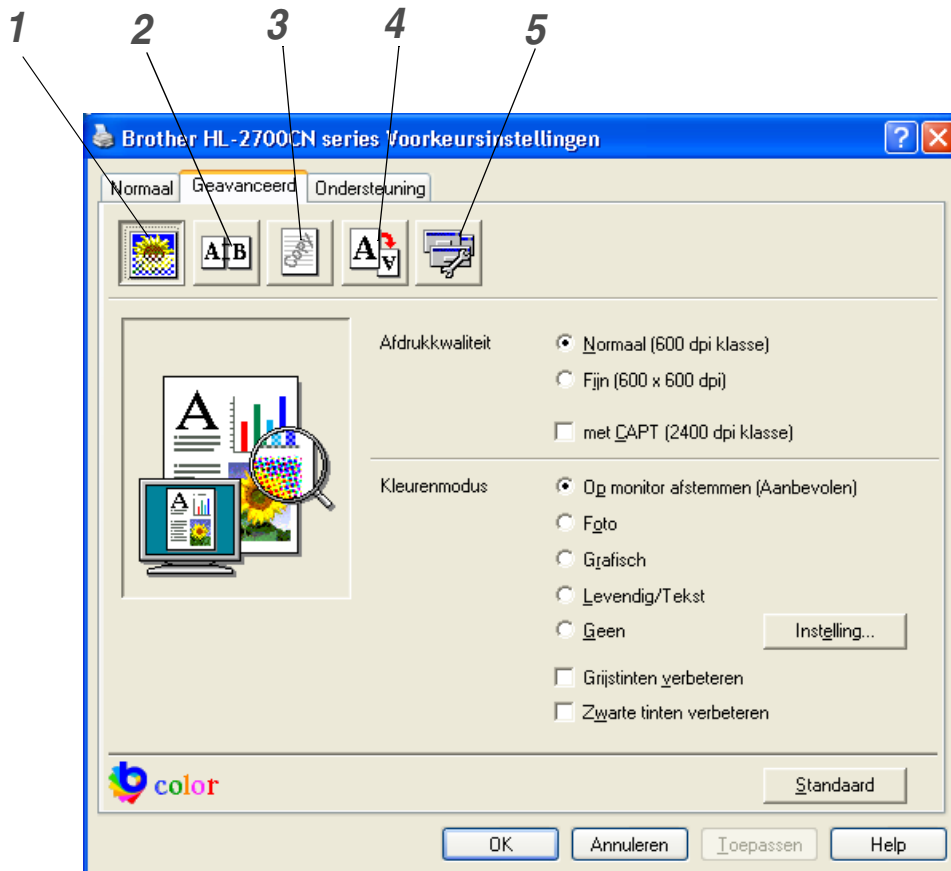 1 2 3 4 5
Brother HL-2700CN series Voorkeursinstellingen
Normaal Geavanceerd Ondersteuning
A B COPY A A
Afdrukkwaliteit
Normaal (600 dpi klasse)
Fijn (600 x 600 dpi)
met CAPT (2400 dpi klasse)
Kleurenmodus
Op monitor afstemmen (Aanbevolen)
Foto
Grafisch
Levendig/Tekst
Geen
Instelling...
Grijstinten verbeteren
Zwarte tinten verbeteren
A
A
color
Standaard
OK Annuleren Toepassen Help